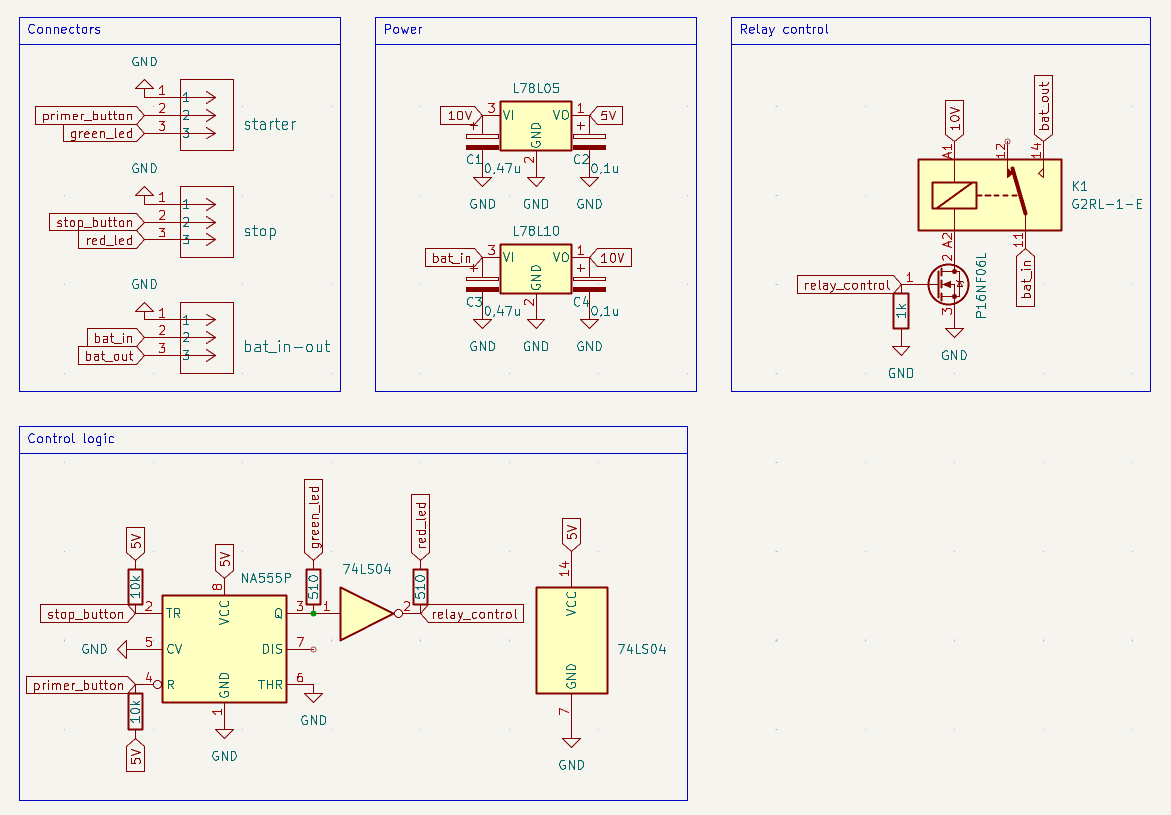 Connectors
GND
1
1
primer_button
2
2
green_led
3
3
starter
GND
1
1
stop_button
2
2
red_led
3
3
stop
GND
1
1
bat_in
2
2
bat_out
3
3
bat_in-out
Power
L78L05
10V
3
VI
VO
1
5V
GND
2
C1
0,47u
C2
0,1u
GND
GND
GND
L78L10
bat_in
3
VI
VO
1
10V
GND
2
C3
0,47u
C4
0,1u
GND
GND
GND
Relay control
10V
bat_out
A1
12
14
K1
G2RL-1-E
A2
11
bat_in
relay_control
1
2
3
P16NF06L
1k
GND
GND
Control logic
5V
10k
stop_button
2
TR
5V
8
VCC
NA555P
GND
5
CV
primer_button
4
R
10k
5V
GND
1
GND
Q
3
DIS
7
THR
6
GND
green_led
510
1
74LS04
2
red_led
510
relay_control
5V
14
VCC
74LS04
GND
7
GND